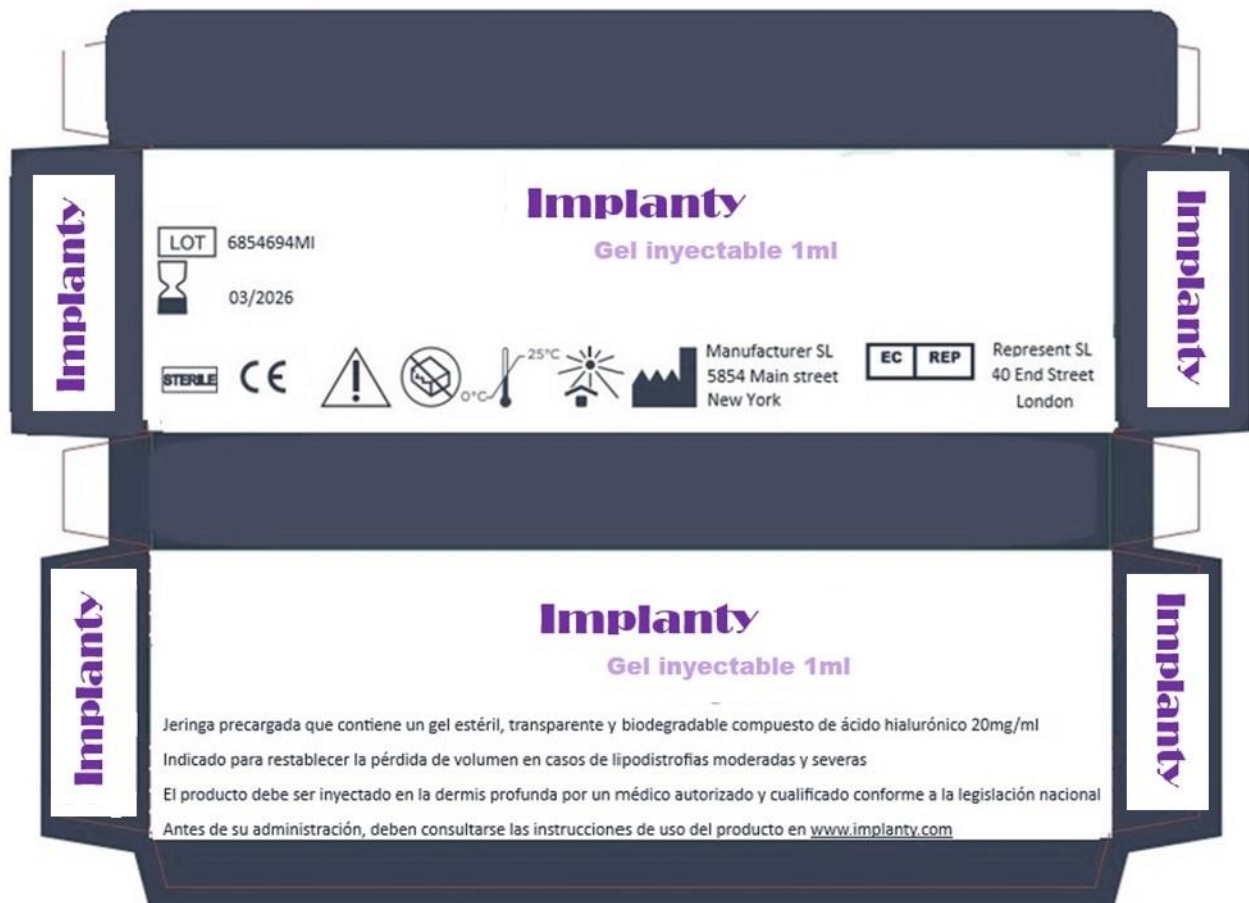 Implanty
Implanty
Gel inyectable 1ml
LOT 6854694MI
03/2026
STERILE CE
0°C 25°C
Manufacturer SL
5854 Main street
New York
EC REP
Represent SL
40 End Street
London
Implanty
Implanty
Implanty
Gel inyectable 1ml
Jeringa precargada que contiene un gel estéril, transparente y biodegradable compuesto de ácido hialurónico 20mg/ml
Indicado para restablecer la pérdida de volumen en casos de lipodistrofias moderadas y severas
El producto debe ser inyectado en la dermis profunda por un médico autorizado y cualificado conforme a la legislación nacional
Antes de su administración, deben consultarse las instrucciones de uso del producto en www.implanty.com
Implanty